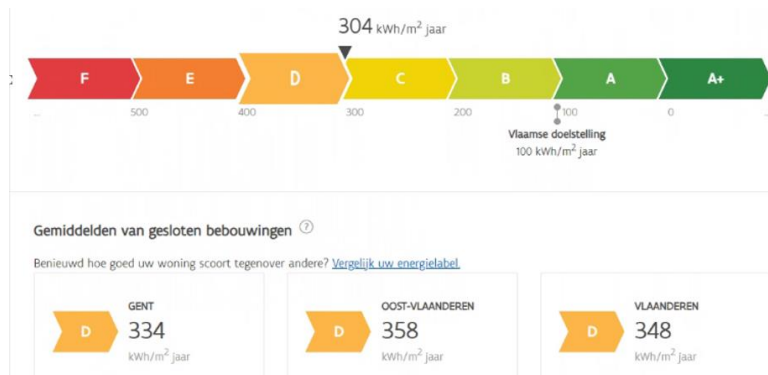 304 kWh/m² jaar
F E D C B A A+
... 500 400 300 200 100 0
Vlaamse doelstelling
100 kWh/m² jaar
Gemiddelden van gesloten bebouwingen ?
Benieuwd hoe goed uw woning scoort tegenover andere? Vergelijk uw energielabel.
D
GENT
334
kWh/m² jaar
D
OOST-VLAANDEREN
358
kWh/m² jaar
D
VLAANDEREN
348
kWh/m² jaar